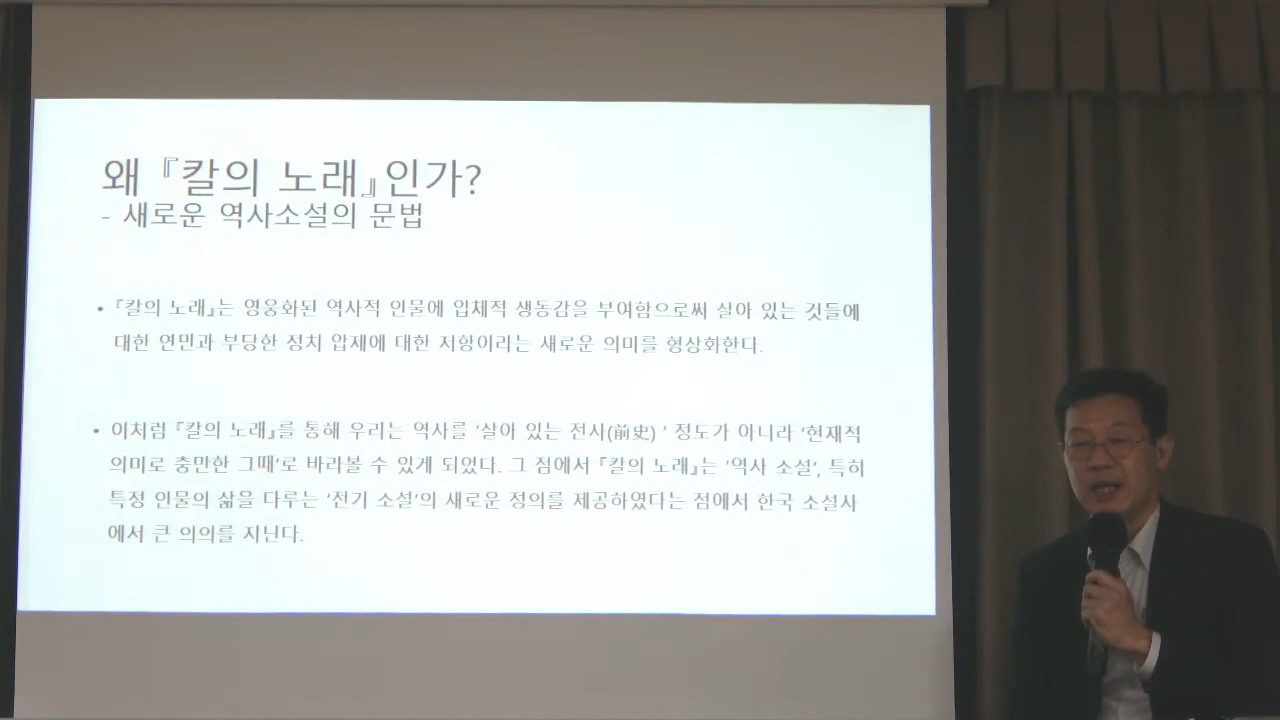 왜 『칼의 노래』인가?
- 새로운 역사소설의 문법
• 『칼의 노래』는 영웅화된 역사적 인물에 입체적 생동감을 부여함으로써 살아 있는 것들에
대한 연민과 부당한 정치 압제에 대한 저항이라는 새로운 의미를 형상화한다.
• 이처럼 『칼의 노래』를 통해 우리는 역사를 '살아 있는 전시(前史) ' 정도가 아니라 '현재적
의미로 충만한 그때'로 바라볼 수 있게 되었다. 그 점에서 『칼의 노래』는 '역사 소설', 특히
특정 인물의 삶을 다루는 '전기 소설'의 새로운 정의를 제공하였다는 점에서 한국 소설사
에서 큰 의의를 지닌다.